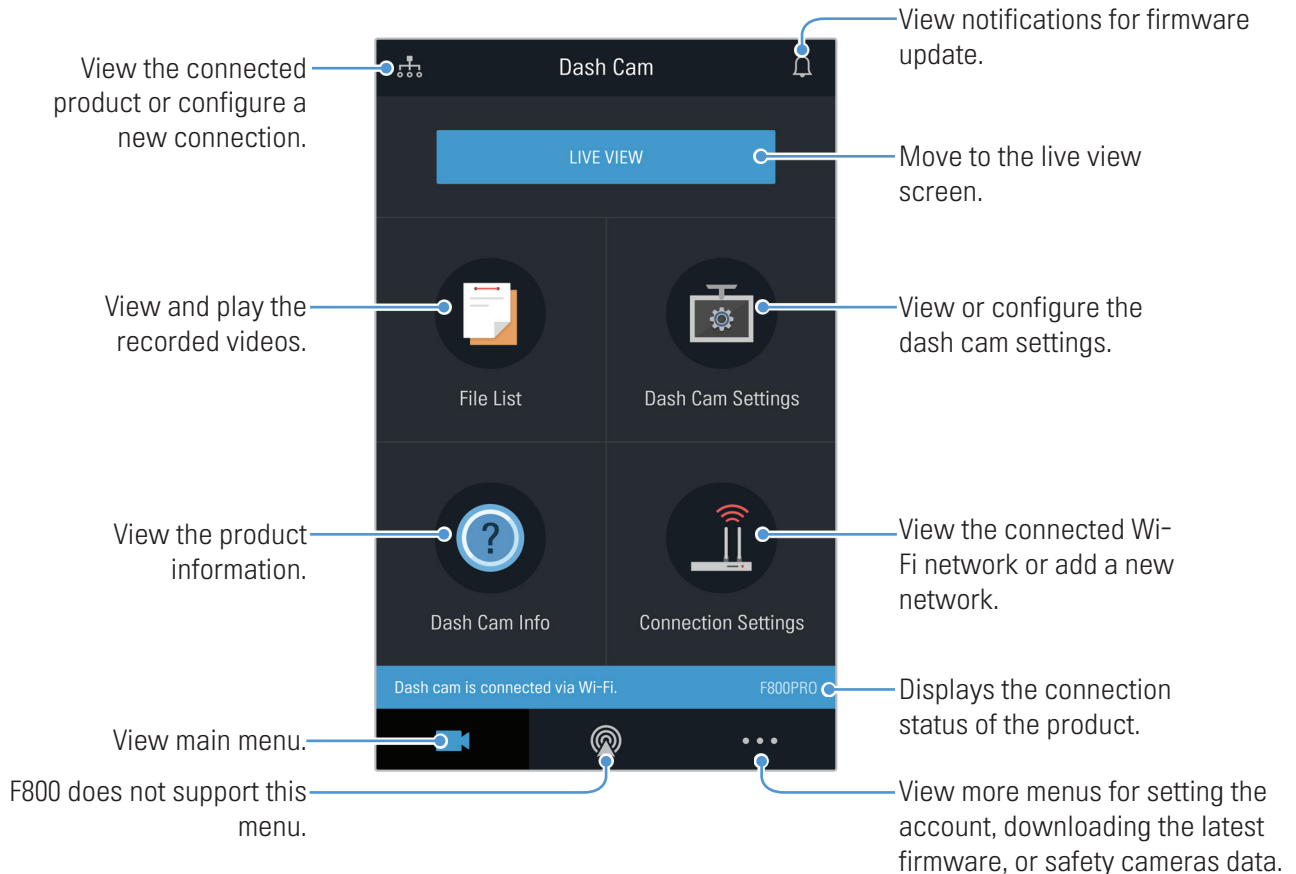 View notifications for firmware
update.
View the connected
product or configure a
new connection.
Dash Cam
LIVE VIEW
Move to the live view
screen.
View and play the
recorded videos.
View or configure the
dash cam settings.
File List
Dash Cam Settings
?
View the product
information.
View the connected Wi-
Fi network or add a new
network.
Dash Cam Info
Connection Settings
Dash cam is connected via Wi-Fi.
F800PRO
Displays the connection
status of the product.
View main menu.
F800 does not support this
menu.
View more menus for setting the
account, downloading the latest
firmware, or safety cameras data.